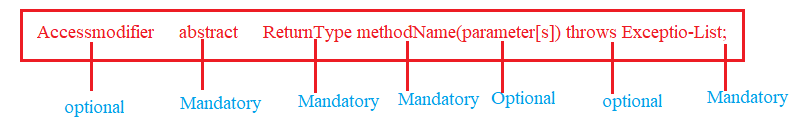 Accessmodifier abstract ReturnType methodName(parameter[s]) throws Exceptio-List;
optional Mandatory Mandatory Mandatory Optional optional Mandatory